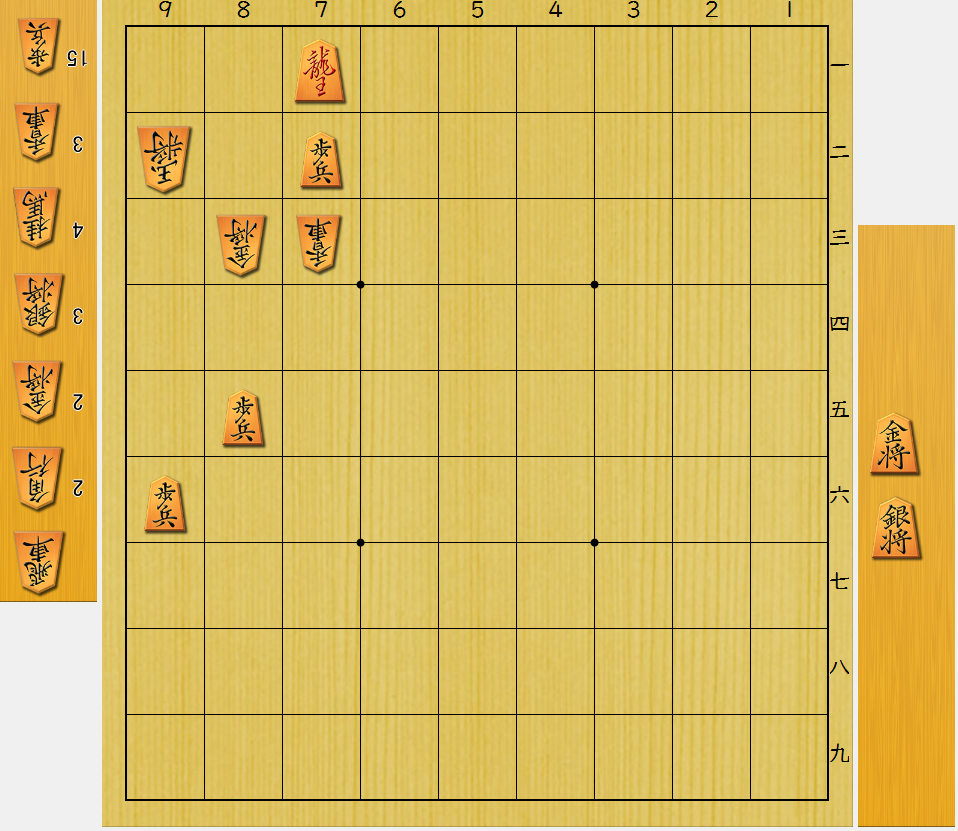 9 8 7 6 5 4 3 2 1
歩兵 15
香車 3
桂馬 4
銀将 3
金将 2
角行 2
飛車
龍王 一
玉将 歩兵 二
金将 香車 三
四
歩兵 五
歩兵 六
七
八
九
金将
銀将